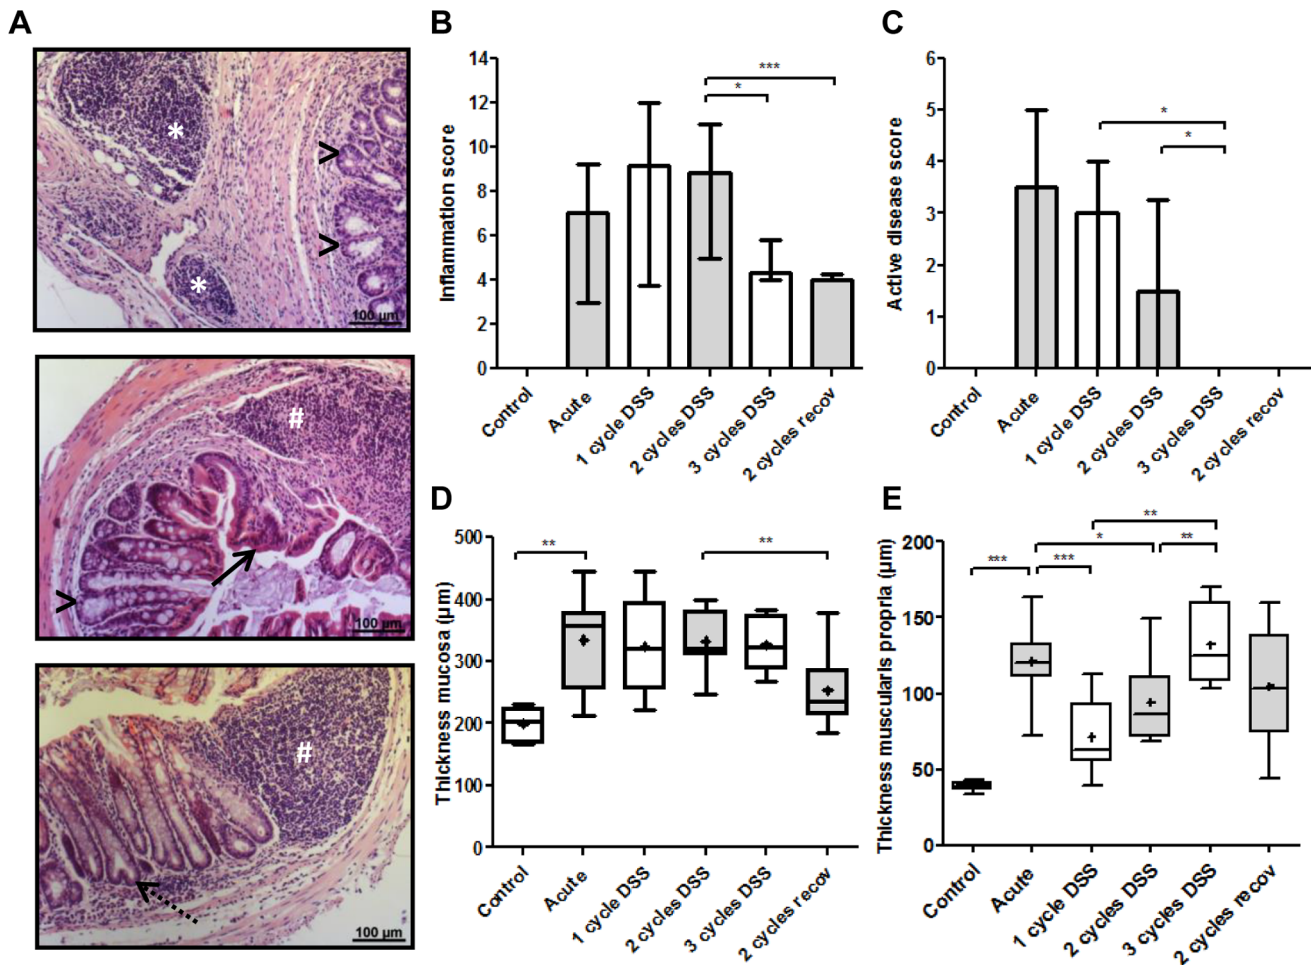 A
*
*
>
>
100 μm
#
>
100 μm
#
100 μm
B
Inflammation score
14
12
10
8
6
4
2
0
*
***
Control
Acute
1 cycle DSS
2 cycles DSS
3 cycles DSS
2 cycles recov
C
Active disease score
6
5
4
3
2
1
0
*
*
Control
Acute
1 cycle DSS
2 cycles DSS
3 cycles DSS
2 cycles recov
D
Thickness mucosa (μm)
500
400
300
200
100
0
**
**
Control
Acute
1 cycle DSS
2 cycles DSS
3 cycles DSS
2 cycles recov
E
Thickness muscularis propria (μm)
200
150
100
50
0
***
***
*
**
**
Control
Acute
1 cycle DSS
2 cycles DSS
3 cycles DSS
2 cycles recov